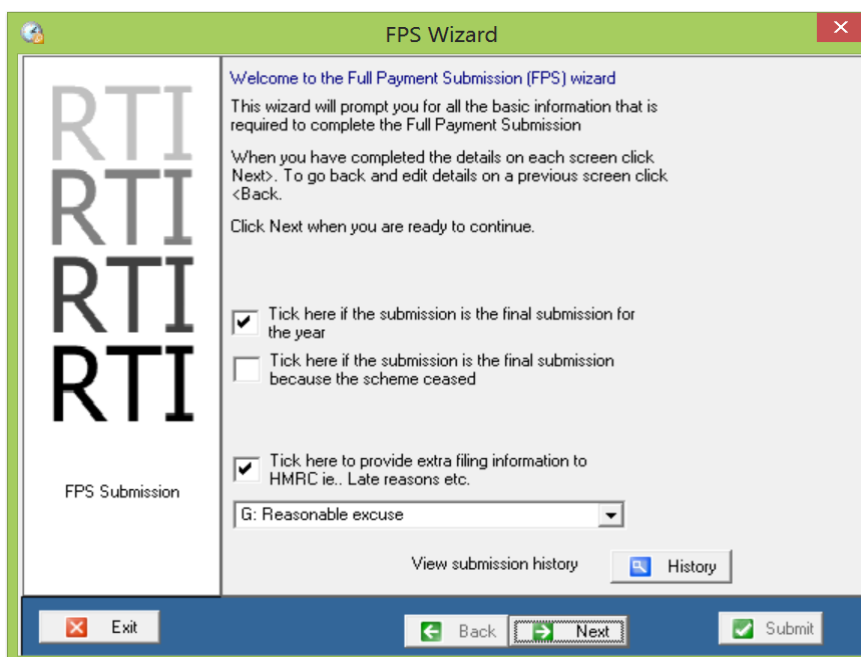 FPS Wizard
RTI
RTI
RTI
RTI
FPS Submission
Welcome to the Full Payment Submission (FPS) wizard
This wizard will prompt you for all the basic information that is
required to complete the Full Payment Submission
When you have completed the details on each screen click
Next>. To go back and edit details on a previous screen click
<Back.
Click Next when you are ready to continue.
Tick here if the submission is the final submission for
the year
Tick here if the submission is the final submission
because the scheme ceased
Tick here to provide extra filing information to
HMRC ie.. Late reasons etc.
G: Reasonable excuse
View submission history
History
Exit
Back
Next
Submit